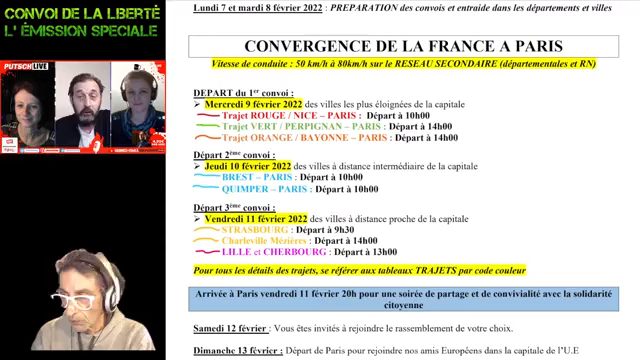 CONVOI DE LA LIBERTÉ
L' ÉMISSION SPECIALE
PUTSCH LIVE
Lundi 7 et mardi 8 février 2022 : PREPARATION des convois et entraide dans les départements et villes
CONVERGENCE DE LA FRANCE A PARIS
Vitesse de conduite : 50 km/h à 80km/h sur le RESEAU SECONDAIRE (départementales et RN)
DEPART du 1er convoi :
➢ Mercredi 9 février 2022 des villes les plus éloignées de la capitale
Trajet ROUGE / NICE – PARIS : Départ à 10h00
Trajet VERT / PERPIGNAN – PARIS : Départ à 14h00
Trajet ORANGE / BAYONNE – PARIS : Départ à 14h00
Départ 2ème convoi :
➢ Jeudi 10 février 2022 des villes à distance intermédiaire de la capitale
BREST – PARIS : Départ à 10h00
QUIMPER – PARIS : Départ à 10h00
Départ 3ème convoi :
➢ Vendredi 11 février 2022 des villes à distance proche de la capitale
STRASBOURG : Départ à 9h30
Charleville Mézières : Départ à 14h00
LILLE et CHERBOURG : Départ à 13h00
Pour tous les détails des trajets, se référer aux tableaux TRAJETS par code couleur
Arrivée à Paris vendredi 11 février 20h pour une soirée de partage et de convivialité avec la solidarité
citoyenne
Samedi 12 février : Vous êtes invités à rejoindre le rassemblement de votre choix.
Dimanche 13 février : Départ de Paris pour rejoindre nos amis Européens dans la capitale de l'U.E